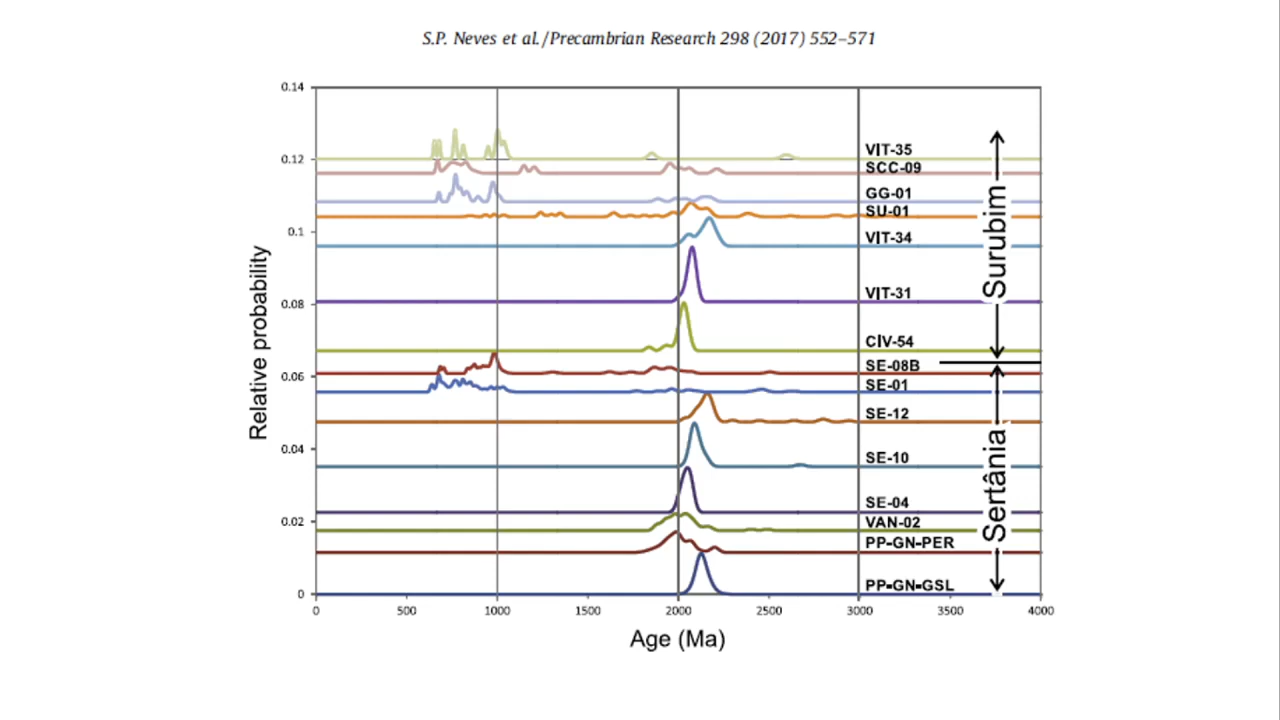 S.P. Neves et al./Precambrian Research 298 (2017) 552–571
0.14
0.12
0.1
0.08
0.06
0.04
0.02
0
Relative probability
VIT-35
SCC-09
GG-01
SU-01
VIT-34
VIT-31
CIV-54
SE-08B
SE-01
SE-12
SE-10
SE-04
VAN-02
PP-GN-PER
PP-GN-GSL
Surubim
Sertânia
0 500 1000 1500 2000 2500 3000 3500 4000
Age (Ma)